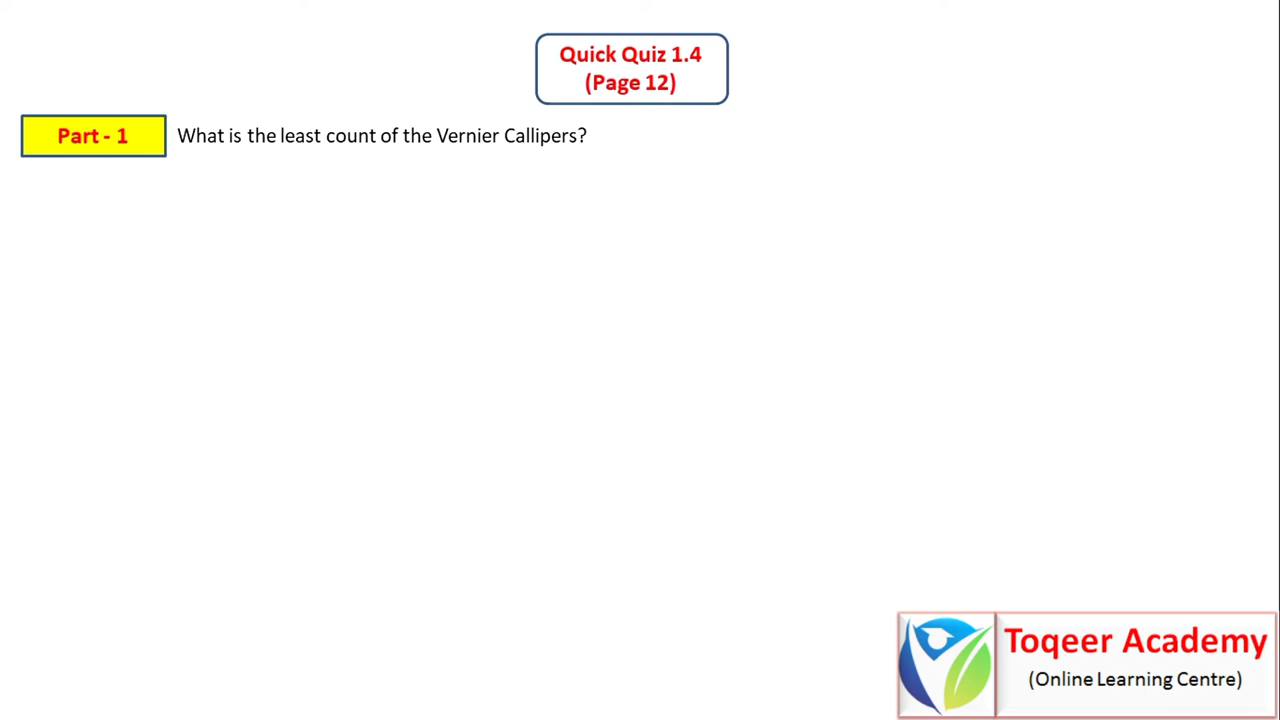 Quick Quiz 1.4
(Page 12)
Part - 1
What is the least count of the Vernier Callipers?
Toqeer Academy
(Online Learning Centre)